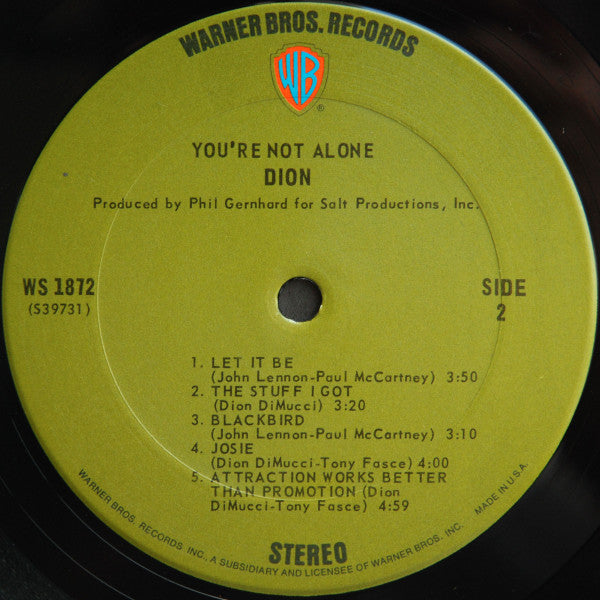 WARNER BROS. RECORDS
WB
®
YOU'RE NOT ALONE
DION
Produced by Phil Gernhard for Salt Productions, Inc.
WS 1872
(S39731)
SIDE
2
1. LET IT BE
(John Lennon-Paul McCartney) 3:50
2. THE STUFF I GOT
(Dion DiMucci) 3:20
3. BLACKBIRD
(John Lennon-Paul McCartney) 3:10
4. JOSIE
(Dion DiMucci-Tony Fasce) 4:00
5. ATTRACTION WORKS BETTER
THAN PROMOTION (Dion
DiMucci-Tony Fasce) 4:59
STEREO
WARNER BROS. RECORDS INC., A SUBSIDIARY AND LICENSEE OF WARNER BROS. INC.
MADE IN U.S.A.